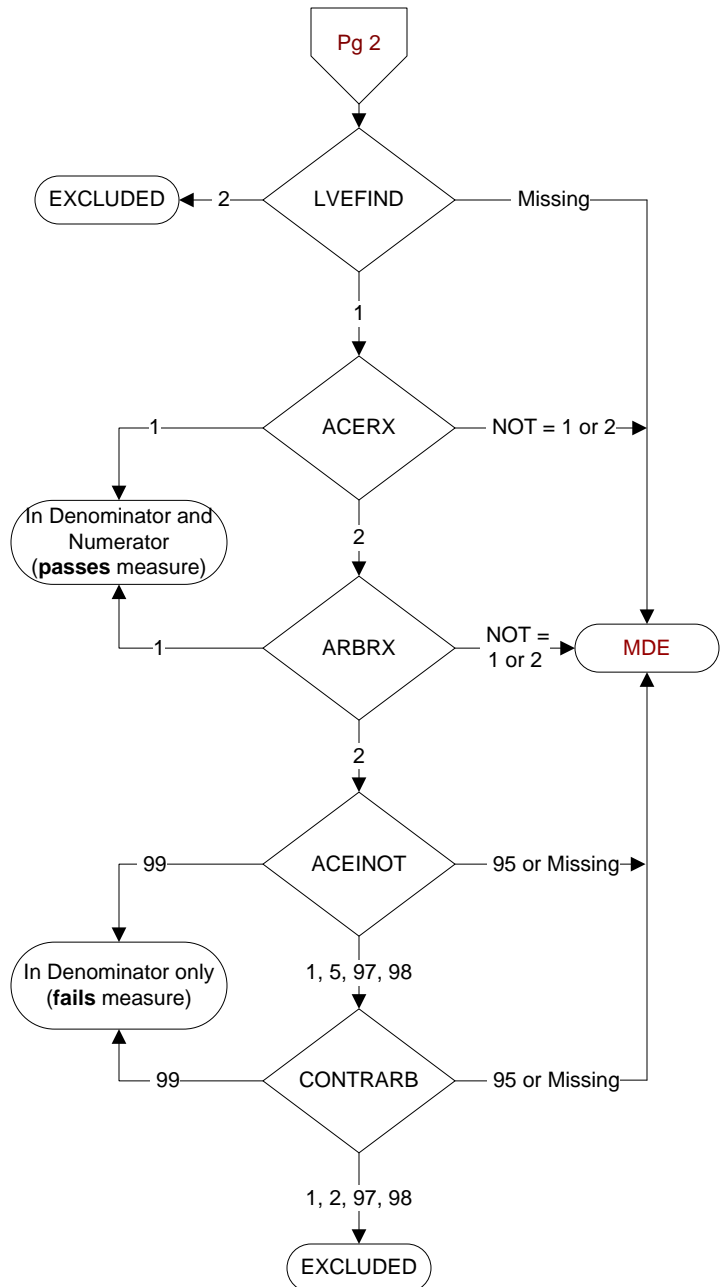 Pg 2
EXCLUDED
2
LVEFIND
Missing
1
1
ACERX
NOT = 1 or 2
In Denominator and
Numerator
(passes measure)
2
1
ARBRX
NOT =
1 or 2
MDE
2
99
ACEINOT
95 or Missing
In Denominator only
(fails measure)
1, 5, 97, 98
99
CONTRARB
95 or Missing
1, 2, 97, 98
EXCLUDED